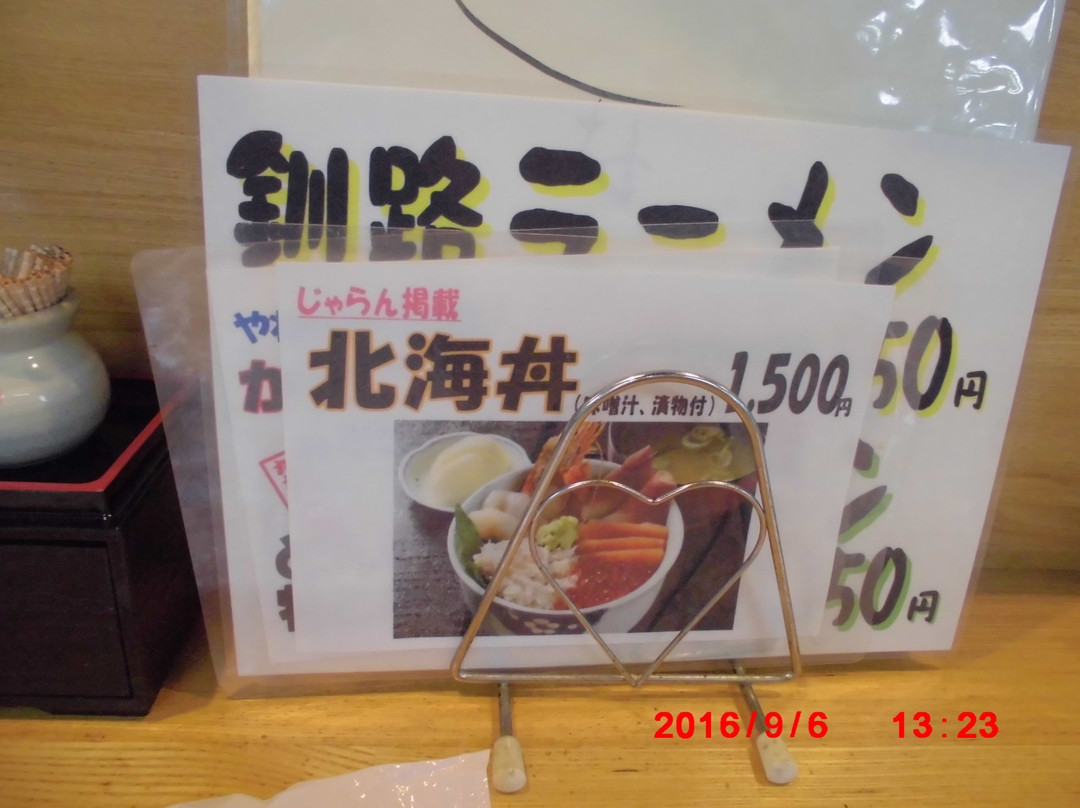 釧路ラーメン
じゃらん掲載
北海丼
(味噌汁、漬物付) 1,500円
50円
50円
2016/9/6 13:23